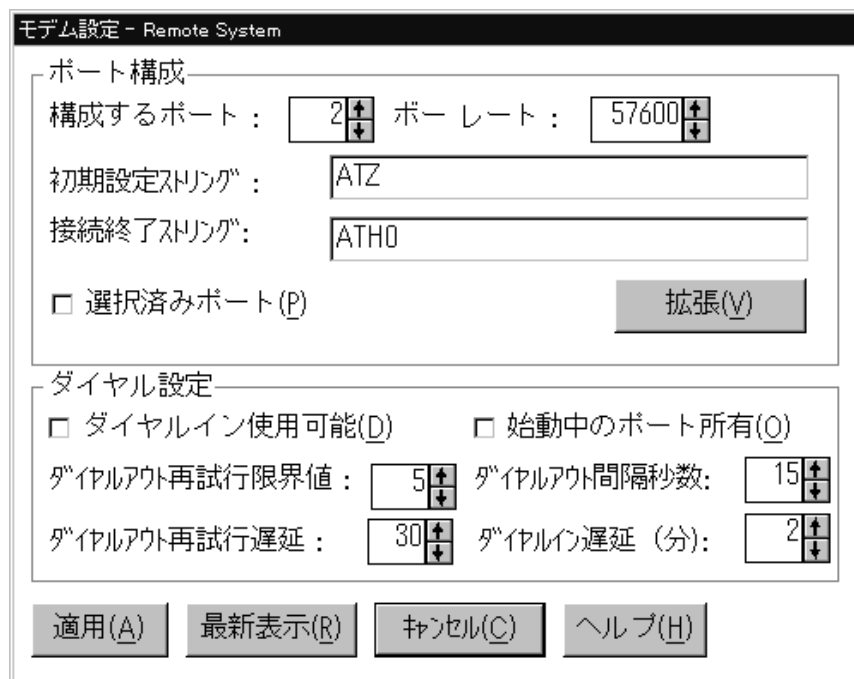 モデム設定 - Remote System
ポート構成
構成するポート： 2 ボー レート： 57600
初期設定ｽﾄﾘﾝｸﾞ： ATZ
接続終了ｽﾄﾘﾝｸﾞ: ATH0
選択済みポート(P) 拡張(V)
ダイヤル設定
ダイヤルイン使用可能(D) 始動中のポート所有(O)
ﾀﾞｲﾔﾙｱｳﾄ再試行限界値： 5 ﾀﾞｲﾔﾙｱｳﾄ間隔秒数: 15
ﾀﾞｲﾔﾙｱｳﾄ再試行遅延： 30 ﾀﾞｲﾔﾙｲﾝ遅延（分）: 2
適用(A) 最新表示(R) ｷｬﾝｾﾙ(C) ヘルプ(H)